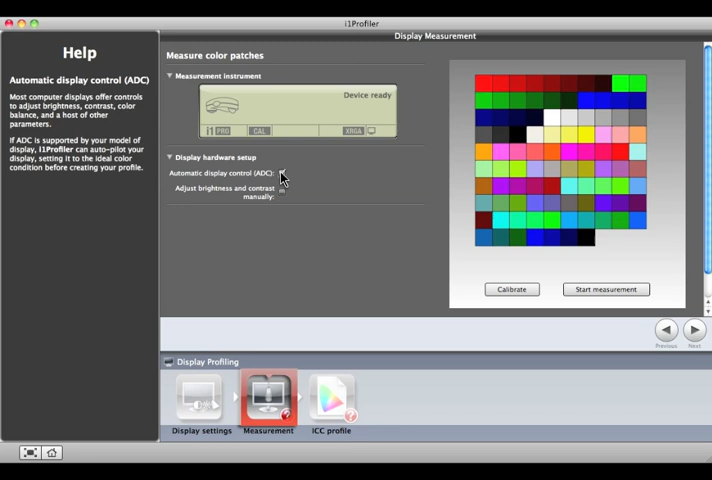 i1Profiler
Display Measurement
Help
Automatic display control (ADC)
Most computer displays offer controls
to adjust brightness, contrast, color
balance, and a host of other
parameters.
If ADC is supported by your model of
display, i1Profiler can auto-pilot your
display, setting it to the ideal color
condition before creating your profile.
Measure color patches
Measurement instrument
Device ready
i1 PRO
CAL
XRGA
Display hardware setup
Automatic display control (ADC):
Adjust brightness and contrast
manually:
Calibrate
Start measurement
Previous
Next
Display Profiling
Display settings
Measurement
ICC profile